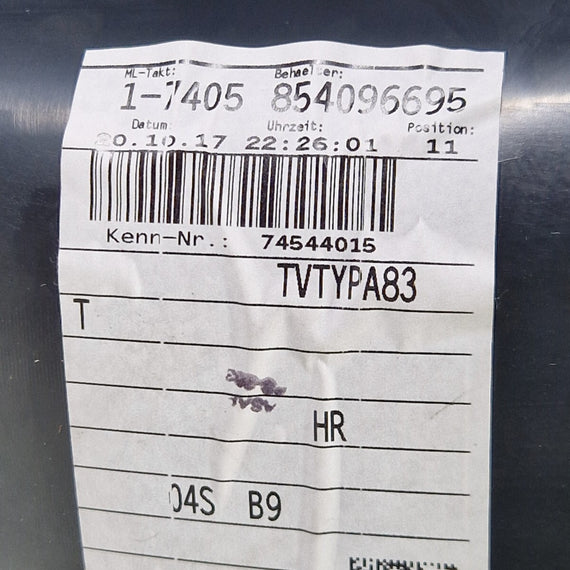 ML-Takt: Behaelter:
1-7405 854096695
Datum: Uhrzeit: Position:
20.10.17 22:26:01 11
Kenn-Nr.: 74544015
TVTYPA83
T
HR
04S B9